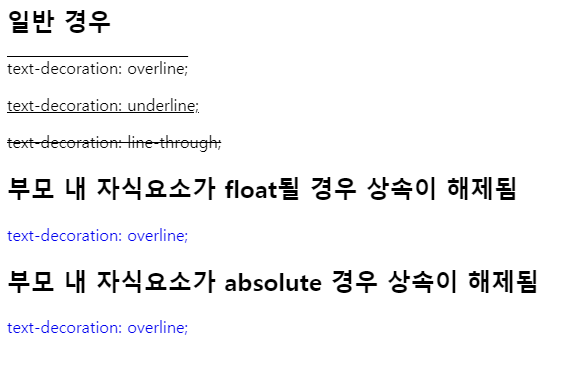 일반 경우
text-decoration: overline;
text-decoration: underline;
text-decoration: line-through;
부모 내 자식요소가 float될 경우 상속이 해제됨
text-decoration: overline;
부모 내 자식요소가 absolute 경우 상속이 해제됨
text-decoration: overline;